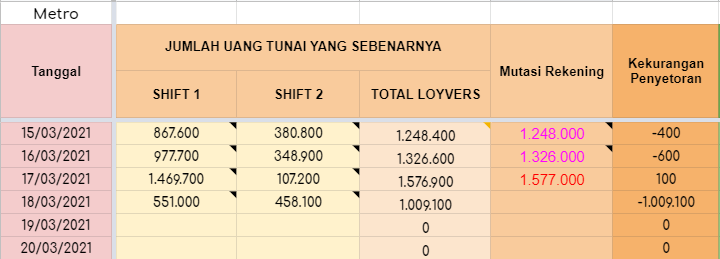 Metro
Tanggal JUMLAH UANG TUNAI YANG SEBENARNYA Mutasi Rekening Kekurangan Penyetoran
SHIFT 1 SHIFT 2 TOTAL LOYVERS
15/03/2021 867.600 380.800 1.248.400 1.248.000 -400
16/03/2021 977.700 348.900 1.326.600 1.326.000 -600
17/03/2021 1.469.700 107.200 1.576.900 1.577.000 100
18/03/2021 551.000 458.100 1.009.100 -1.009.100
19/03/2021 0 0
20/03/2021 0 0